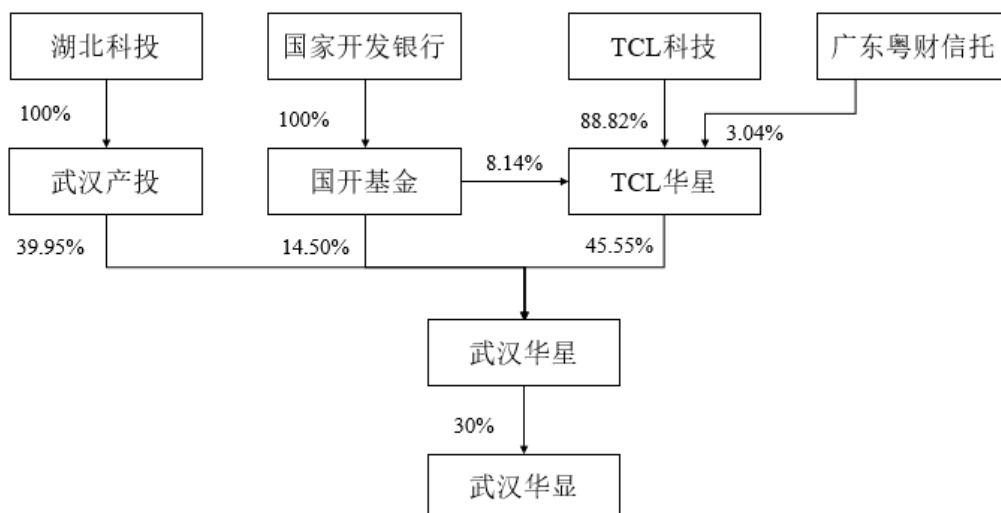 湖北科投
国家开发银行
TCL科技
广东粤财信托
100%
100%
88.82%
3.04%
武汉产投
国开基金
8.14%
TCL华星
39.95%
14.50%
45.55%
武汉华星
30%
武汉华显